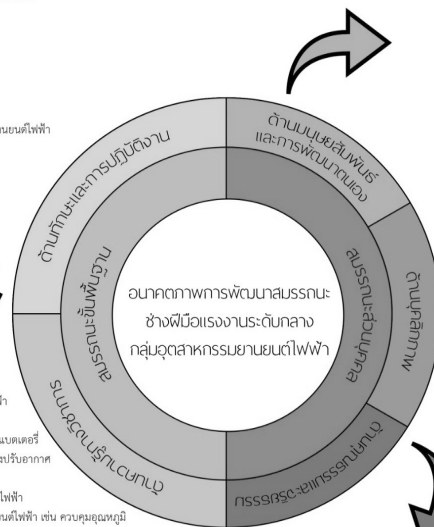 านยนต์ไฟฟ้า
ด้านทักษะและการปฏิบัติงาน
ด้านมนุษยสัมพันธ์
และการพัฒนาตนเอง
สมรรถนะขั้นพื้นฐาน
สมรรถนะส่วนบุคคล
ด้านบุคลิกภาพ
อนาคตภาพการพัฒนาสมรรถนะ
ช่างฝีมือแรงงานระดับกลาง
กลุ่มอุตสาหกรรมยานยนต์ไฟฟ้า
ด้านความรู้ทางวิชาการ
ด้านคุณธรรมและจริยธรรม
ฟ้า
แบตเตอรี่
งปรับอากาศ
ไฟฟ้า
ยนต์ไฟฟ้า เช่น ควบคุมอุณหภูมิ